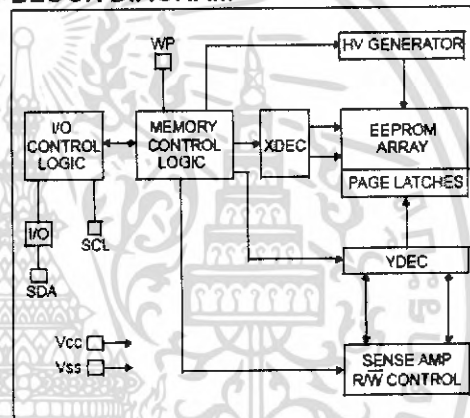 BLOCK DIAGRAM
WP
HV GENERATOR
I/O
CONTROL
LOGIC
MEMORY
CONTROL
LOGIC
XDEC
EEPROM
ARRAY
PAGE LATCHES
I/O
SCL
SDA
YDEC
Vcc
Vss
SENSE AMP
R/W CONTROL